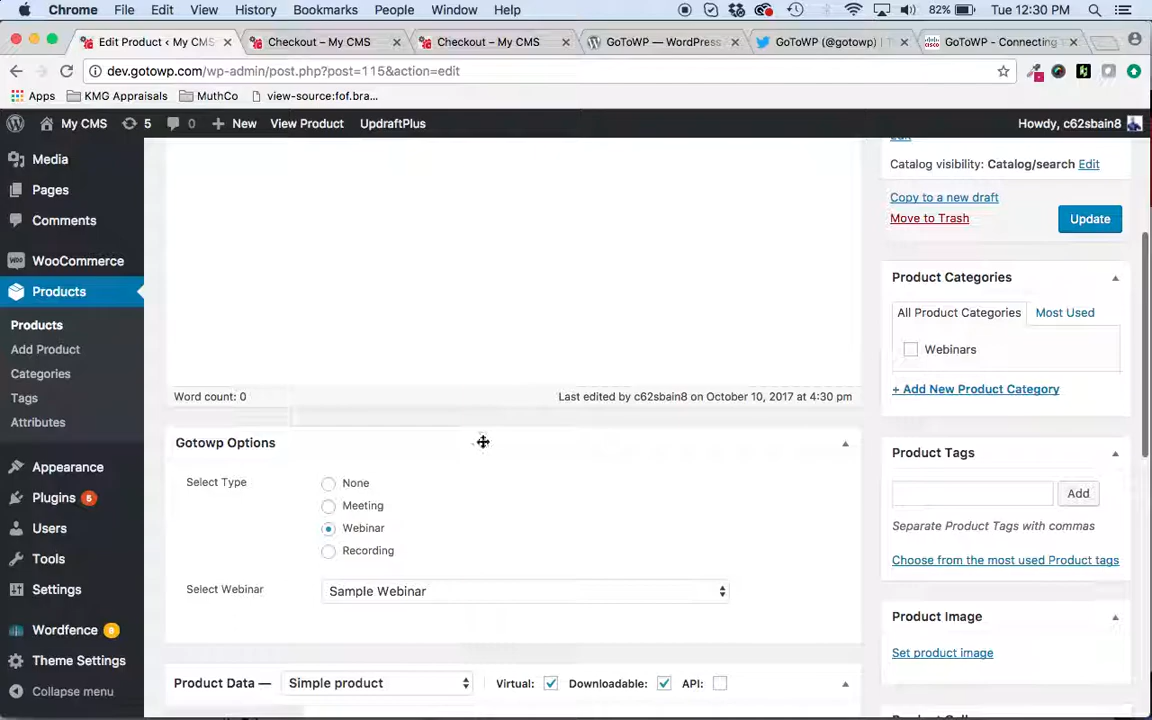 Chrome File Edit View History Bookmarks People Window Help 82% Tue 12:30 PM
Edit Product ‹ My CMS Checkout – My CMS Checkout – My CMS GoToWP — WordPress GoToWP (@gotowp) | T GoToWP - Connecting
dev.gotowp.com/wp-admin/post.php?post=115&action=edit
Apps KMG Appraisals MuthCo view-source:fof.bra...
My CMS 5 0 New View Product UpdraftPlus Howdy, c62sbain8
Media
Pages
Comments
WooCommerce
Products
Products
Add Product
Categories
Tags
Attributes
Appearance
Plugins 5
Users
Tools
Settings
Wordfence
Theme Settings
Collapse menu
Word count: 0 Last edited by c62sbain8 on October 10, 2017 at 4:30 pm
Gotowp Options
Select Type
None
Meeting
Webinar
Recording
Select Webinar Sample Webinar
Product Data — Simple product Virtual: Downloadable: API:
Edit
Catalog visibility: Catalog/search Edit
Copy to a new draft
Move to Trash
Update
Product Categories
All Product Categories Most Used
Webinars
+ Add New Product Category
Product Tags
Add
Separate Product Tags with commas
Choose from the most used Product tags
Product Image
Set product image